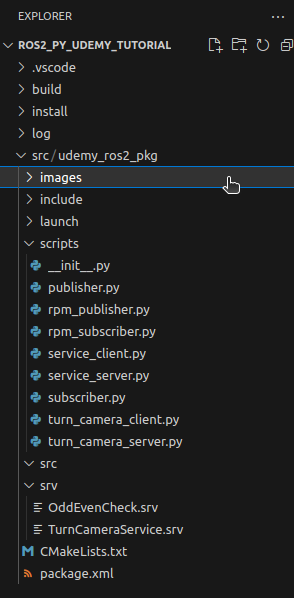 EXPLORER
ROS2_PY_UDEMY_TUTORIAL
.vscode
build
install
log
src/udemy_ros2_pkg
images
include
launch
scripts
__init__.py
publisher.py
rpm_publisher.py
rpm_subscriber.py
service_client.py
service_server.py
subscriber.py
turn_camera_client.py
turn_camera_server.py
src
srv
OddEvenCheck.srv
TurnCameraService.srv
CMakeLists.txt
package.xml